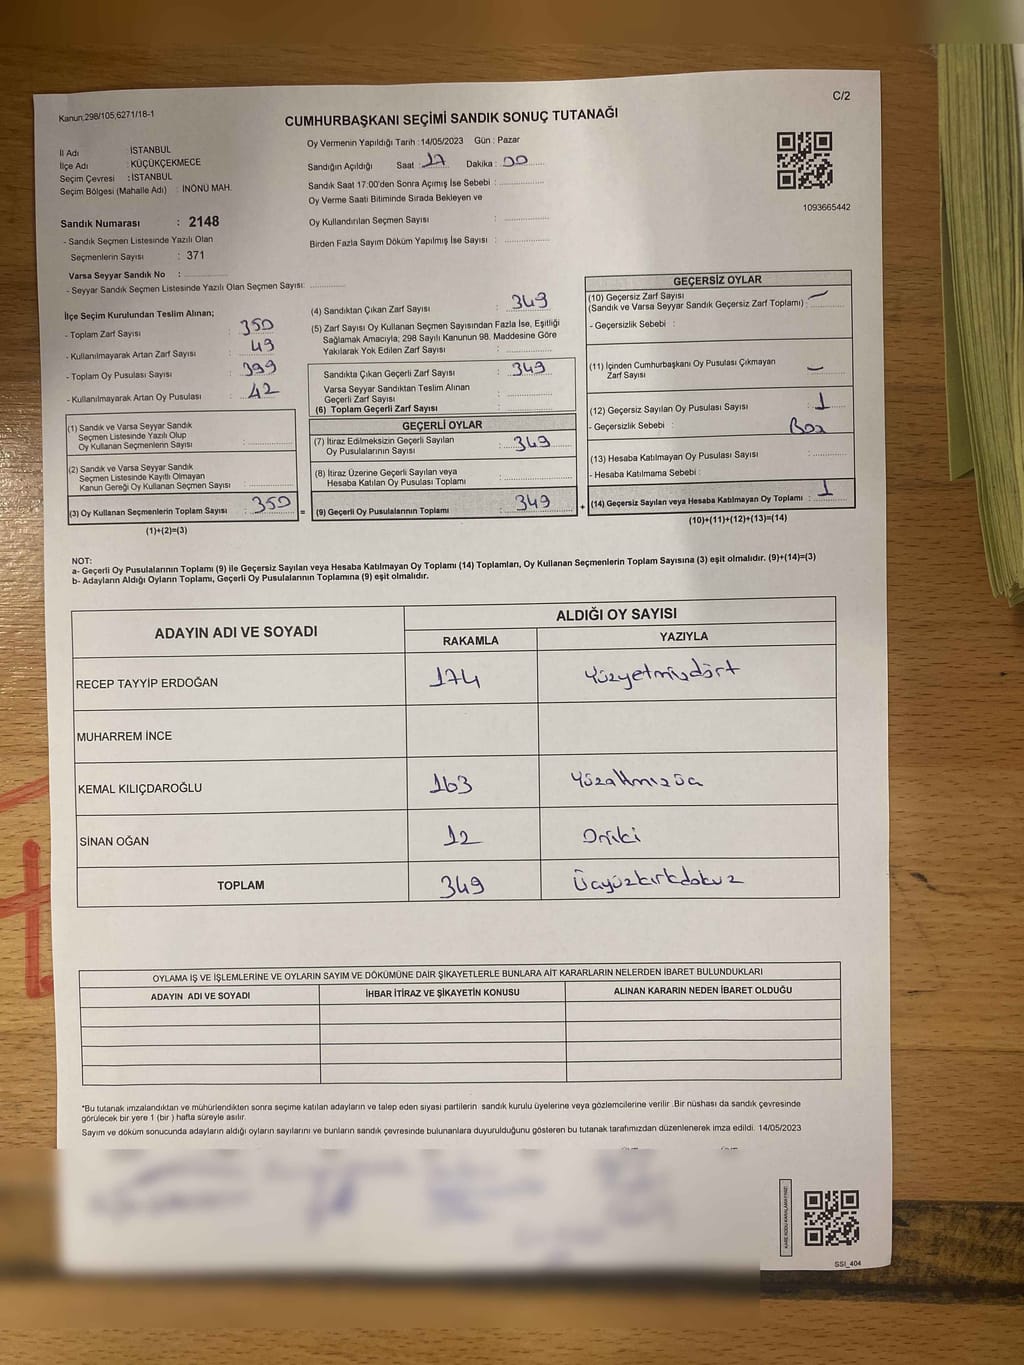 C/2
Kanun,298/105,6271/18-1
CUMHURBAŞKANI SEÇİMİ SANDIK SONUÇ TUTANAĞI
İl Adı : İSTANBUL
İlçe Adı : KÜÇÜKÇEKMECE
Seçim Çevresi : İSTANBUL
Seçim Bölgesi (Mahalle Adı) : İNÖNÜ MAH.
Sandık Numarası : 2148
- Sandık Seçmen Listesinde Yazılı Olan
Seçmenlerin Sayısı : 371
Varsa Seyyar Sandık No :
- Seyyar Sandık Seçmen Listesinde Yazılı Olan Seçmen Sayısı:
Oy Vermenin Yapıldığı Tarih : 14/05/2023 Gün : Pazar
Sandığın Açıldığı Saat : 17 Dakika : 00
Sandık Saat 17:00'den Sonra Açımış İse Sebebi :
Oy Verme Saati Bitiminde Sırada Bekleyen ve
Oy Kullandırılan Seçmen Sayısı :
Birden Fazla Sayım Döküm Yapılmış İse Sayısı :
1093665442
İlçe Seçim Kurulundan Teslim Alınan;
- Toplam Zarf Sayısı : 350
- Kullanılmayarak Artan Zarf Sayısı : 49
- Toplam Oy Pusulası Sayısı : 399
- Kullanılmayarak Artan Oy Pusulası : 42
(1) Sandık ve Varsa Seyyar Sandık
Seçmen Listesinde Yazılı Olup
Oy Kullanan Seçmenlerin Sayısı :
(2) Sandık ve Varsa Seyyar Sandık
Seçmen Listesinde Kayıtlı Olmayan
Kanun Gereği Oy Kullanan Seçmen Sayısı :
(3) Oy Kullanan Seçmenlerin Toplam Sayısı : 350
(1)+(2)=(3)
(4) Sandıktan Çıkan Zarf Sayısı : 349
(5) Zarf Sayısı Oy Kullanan Seçmen Sayısından Fazla İse, Eşitliği
Sağlamak Amacıyla; 298 Sayılı Kanunun 98. Maddesine Göre
Yakılarak Yok Edilen Zarf Sayısı :
Sandıkta Çıkan Geçerli Zarf Sayısı : 349
Varsa Seyyar Sandıktan Teslim Alınan
Geçerli Zarf Sayısı :
(6) Toplam Geçerli Zarf Sayısı :
GEÇERLİ OYLAR
(7) İtiraz Edilmeksizin Geçerli Sayılan
Oy Pusulasının Sayısı : 349
(8) İtiraz Üzerine Geçerli Sayılan veya
Hesaba Katılan Oy Pusulası Toplamı :
= (9) Geçerli Oy Pusulalarının Toplamı : 349
GEÇERSİZ OYLAR
(10) Geçersiz Zarf Sayısı
(Sandık ve Varsa Seyyar Sandık Geçersiz Zarf Toplamı) : -
- Geçersizlik Sebebi :
(11) İçinden Cumhurbaşkanı Oy Pusulası Çıkmayan
Zarf Sayısı : -
(12) Geçersiz Sayılan Oy Pusulası Sayısı : 1
- Geçersizlik Sebebi : Boş
(13) Hesaba Katılmayan Oy Pusulası Sayısı :
- Hesaba Katılmama Sebebi :
+ (14) Geçersiz Sayılan veya Hesaba Katılmayan Oy Toplamı : 1
(10)+(11)+(12)+(13)=(14)
NOT:
a- Geçerli Oy Pusulalarının Toplamı (9) ile Geçersiz Sayılan veya Hesaba Katılmayan Oy Toplamı (14) Toplamları, Oy Kullanan Seçmenlerin Toplam Sayısına (3) eşit olmalıdır. (9)+(14)=(3)
b- Adayların Aldığı Oyların Toplamı, Geçerli Oy Pusulalarının Toplamına (9) eşit olmalıdır.
ADAYIN ADI VE SOYADI
ALDIĞI OY SAYISI
RAKAMLA YAZIYLA
RECEP TAYYİP ERDOĞAN 174 Yüzyetmişdört
MUHARREM İNCE
KEMAL KILIÇDAROĞLU 163 Yüzaltmışüç
SİNAN OĞAN 12 Oniki
TOPLAM 349 Üçyüzkırkdokuz
OYLAMA İŞ VE İŞLEMLERİNE VE OYLARIN SAYIM VE DÖKÜMÜNE DAİR ŞİKAYETLERLE BUNLARA AİT KARARLARIN NELERDEN İBARET BULUNDUKLARI
ADAYIN ADI VE SOYADI İHBAR İTİRAZ VE ŞİKAYETİN KONUSU ALINAN KARARIN NEDEN İBARET OLDUĞU
*Bu tutanak imzalandıktan ve mühürlendikten sonra seçime katılan adayların ve talep eden siyasi partilerin sandık kurulu üyelerine veya gözlemcilerine verilir .Bir nüshası da sandık çevresinde
görülecek bir yere 1 (bir ) hafta süreyle asılır.
Sayım ve döküm sonucunda adayların aldığı oyların sayılarını ve bunların sandık çevresinde bulunanlara duyurulduğunu gösteren bu tutanak tarafımızdan düzenlenerek imza edildi. 14/05/2023
SSI_404